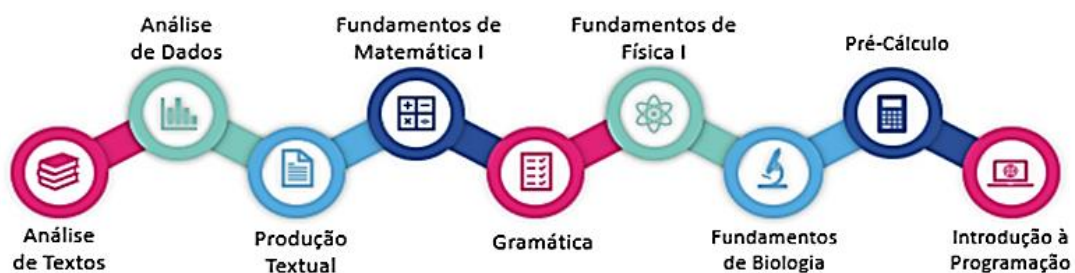 Análise
de Dados
Fundamentos de
Matemática I
Fundamentos de
Física I
Pré-Cálculo
Análise
de Textos
Produção
Textual
Gramática
Fundamentos
de Biologia
Introdução à
Programação